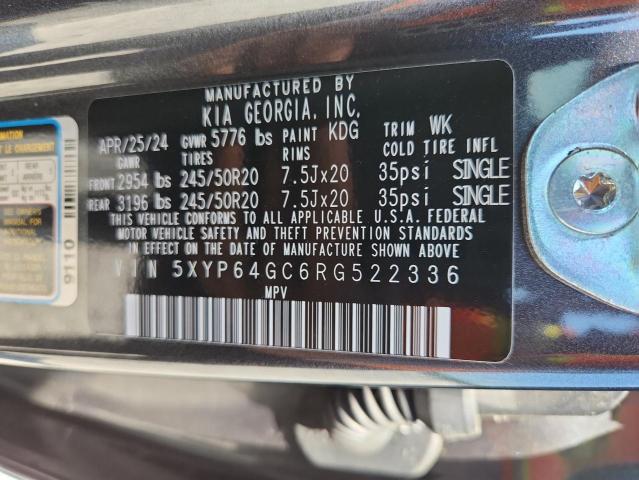 MANUFACTURED BY
KIA GEORGIA, INC.
APR/25/24 GVWR 5776 lbs PAINT KDG TRIM WK
GAWR TIRES RIMS COLD TIRE INFL
FRONT 2954 lbs 245/50R20 7.5Jx20 35psi SINGLE
REAR 3196 lbs 245/50R20 7.5Jx20 35psi SINGLE
THIS VEHICLE CONFORMS TO ALL APPLICABLE U.S.A. FEDERAL
MOTOR VEHICLE SAFETY AND THEFT PREVENTION STANDARDS
IN EFFECT ON THE DATE OF MANUFACTURE SHOWN ABOVE
VIN 5XYP64GC6RG522336
MPV
9110